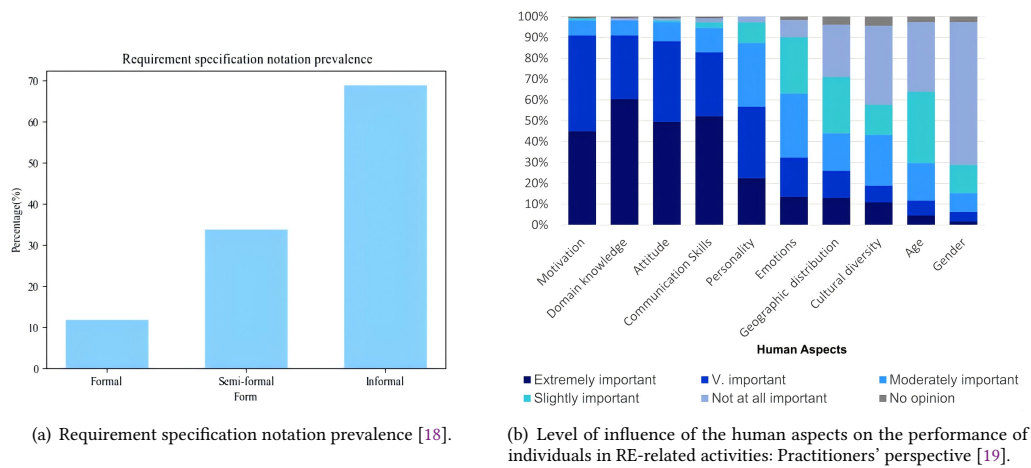 Requirement specification notation prevalence
70
60
50
40
30
20
10
0
Percentage(%)
Formal
Semi-formal
Informal
Form
(a) Requirement specification notation prevalence [18].
100%
90%
80%
70%
60%
50%
40%
30%
20%
10%
0%
Motivation
Domain knowledge
Attitude
Communication Skills
Personality
Emotions
Geographic distribution
Cultural diversity
Age
Gender
Human Aspects
Extremely important
V. important
Moderately important
Slightly important
Not at all important
No opinion
(b) Level of influence of the human aspects on the performance of
individuals in RE-related activities: Practitioners’ perspective [19].